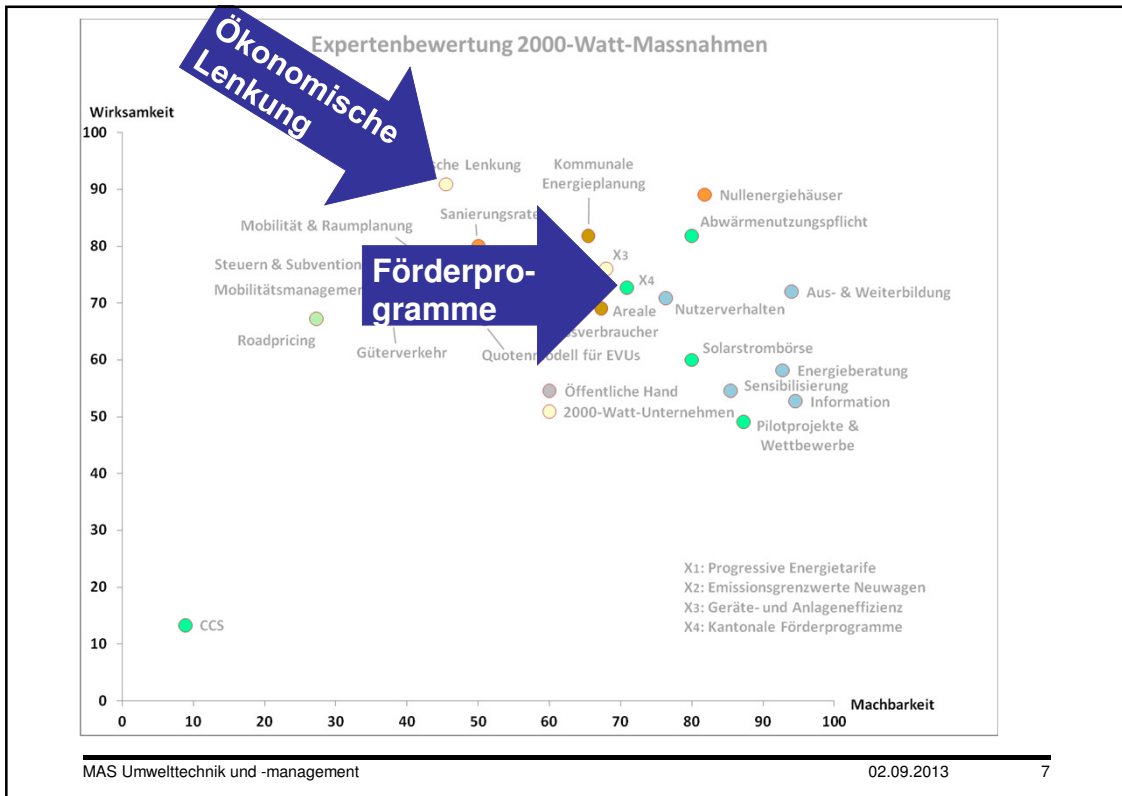 Expertenbewertung 2000-Watt-Massnahmen
Ökonomische
Lenkung
Wirksamkeit
100
90
80
70
60
50
40
30
20
10
0
Lenkung
Kommunale
Energieplanung
Nullenergiehäuser
Abwärmenutzungspflicht
Mobilität & Raumplanung
Sanierungsrate
Steuern & Subvention
Mobilitätsmanagemen
Förderpro-
gramme
X3
X4
Areale
Nutzerverhalten
Aus- & Weiterbildung
Roadpricing
Güterverkehr
Quotenmodell für EVUs
Solarstrombörse
Energieberatung
Sensibilisierung
Information
Öffentliche Hand
2000-Watt-Unternehmen
Pilotprojekte &
Wettbewerbe
CCS
X1: Progressive Energietarife
X2: Emissionsgrenzwerte Neuwagen
X3: Geräte- und Anlageneffizienz
X4: Kantonale Förderprogramme
0 10 20 30 40 50 60 70 80 90 100
Machbarkeit
MAS Umwelttechnik und -management 02.09.2013 7